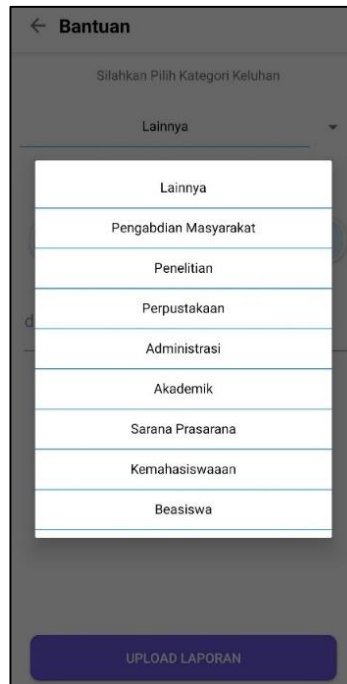 Bantuan
Silahkan Pilih Kategori Keluhan
Lainnya
Lainnya
Pengabdian Masyarakat
Penelitian
Perpustakaan
Administrasi
Akademik
Sarana Prasarana
Kemahasiswaaan
Beasiswa
UPLOAD LAPORAN